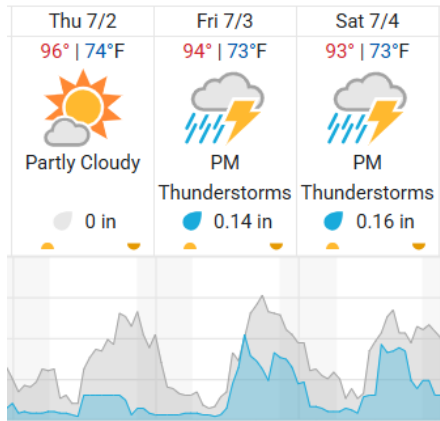 Thu 7/2
96° | 74°F
Partly Cloudy
0 in
Fri 7/3
94° | 73°F
PM
Thunderstorms
0.14 in
Sat 7/4
93° | 73°F
PM
Thunderstorms
0.16 in